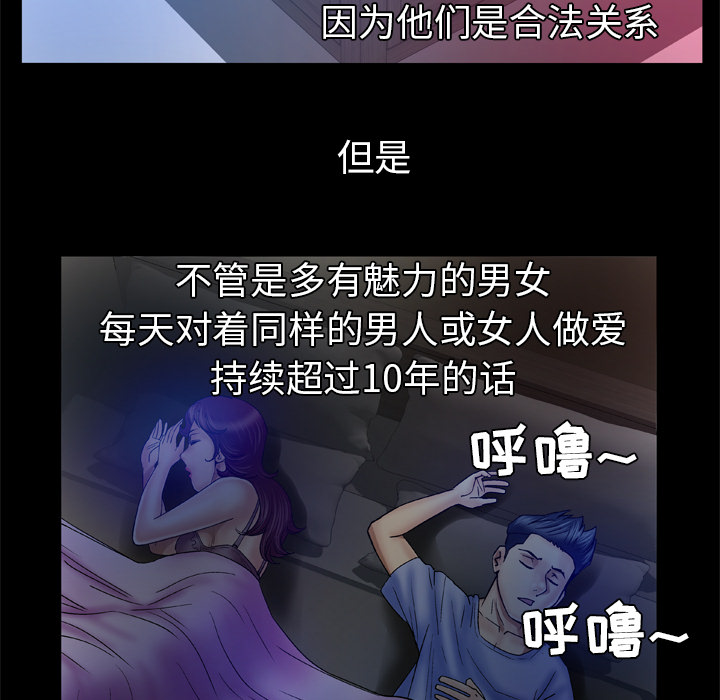 因为他们是合法关系
但是
不管是多有魅力的男女
每天对着同样的男人或女人做爱
持续超过10年的话
呼噜~
呼噜~